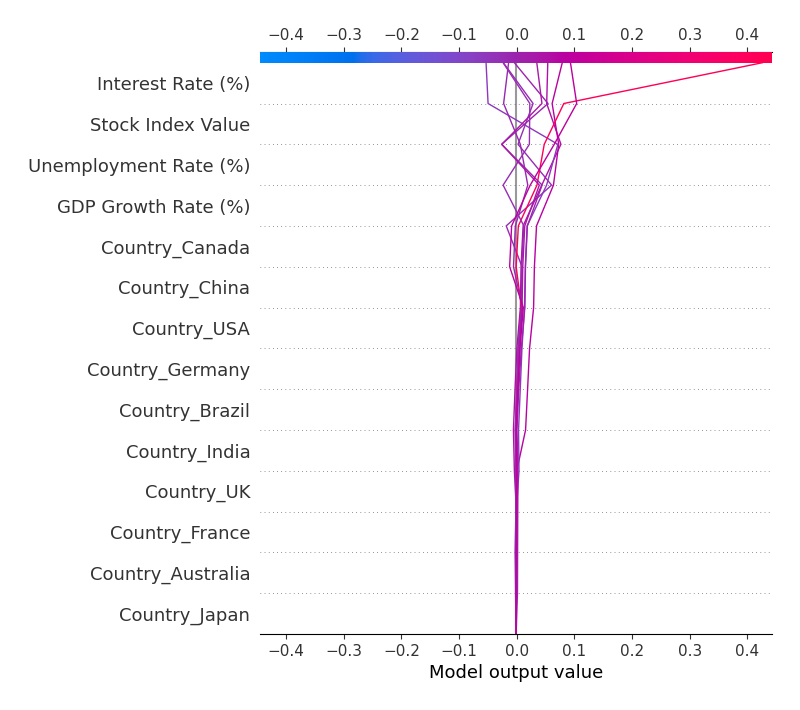 −0.4 −0.3 −0.2 −0.1 0.0 0.1 0.2 0.3 0.4
Interest Rate (%)
Stock Index Value
Unemployment Rate (%)
GDP Growth Rate (%)
Country_Canada
Country_China
Country_USA
Country_Germany
Country_Brazil
Country_India
Country_UK
Country_France
Country_Australia
Country_Japan
−0.4 −0.3 −0.2 −0.1 0.0 0.1 0.2 0.3 0.4
Model output value